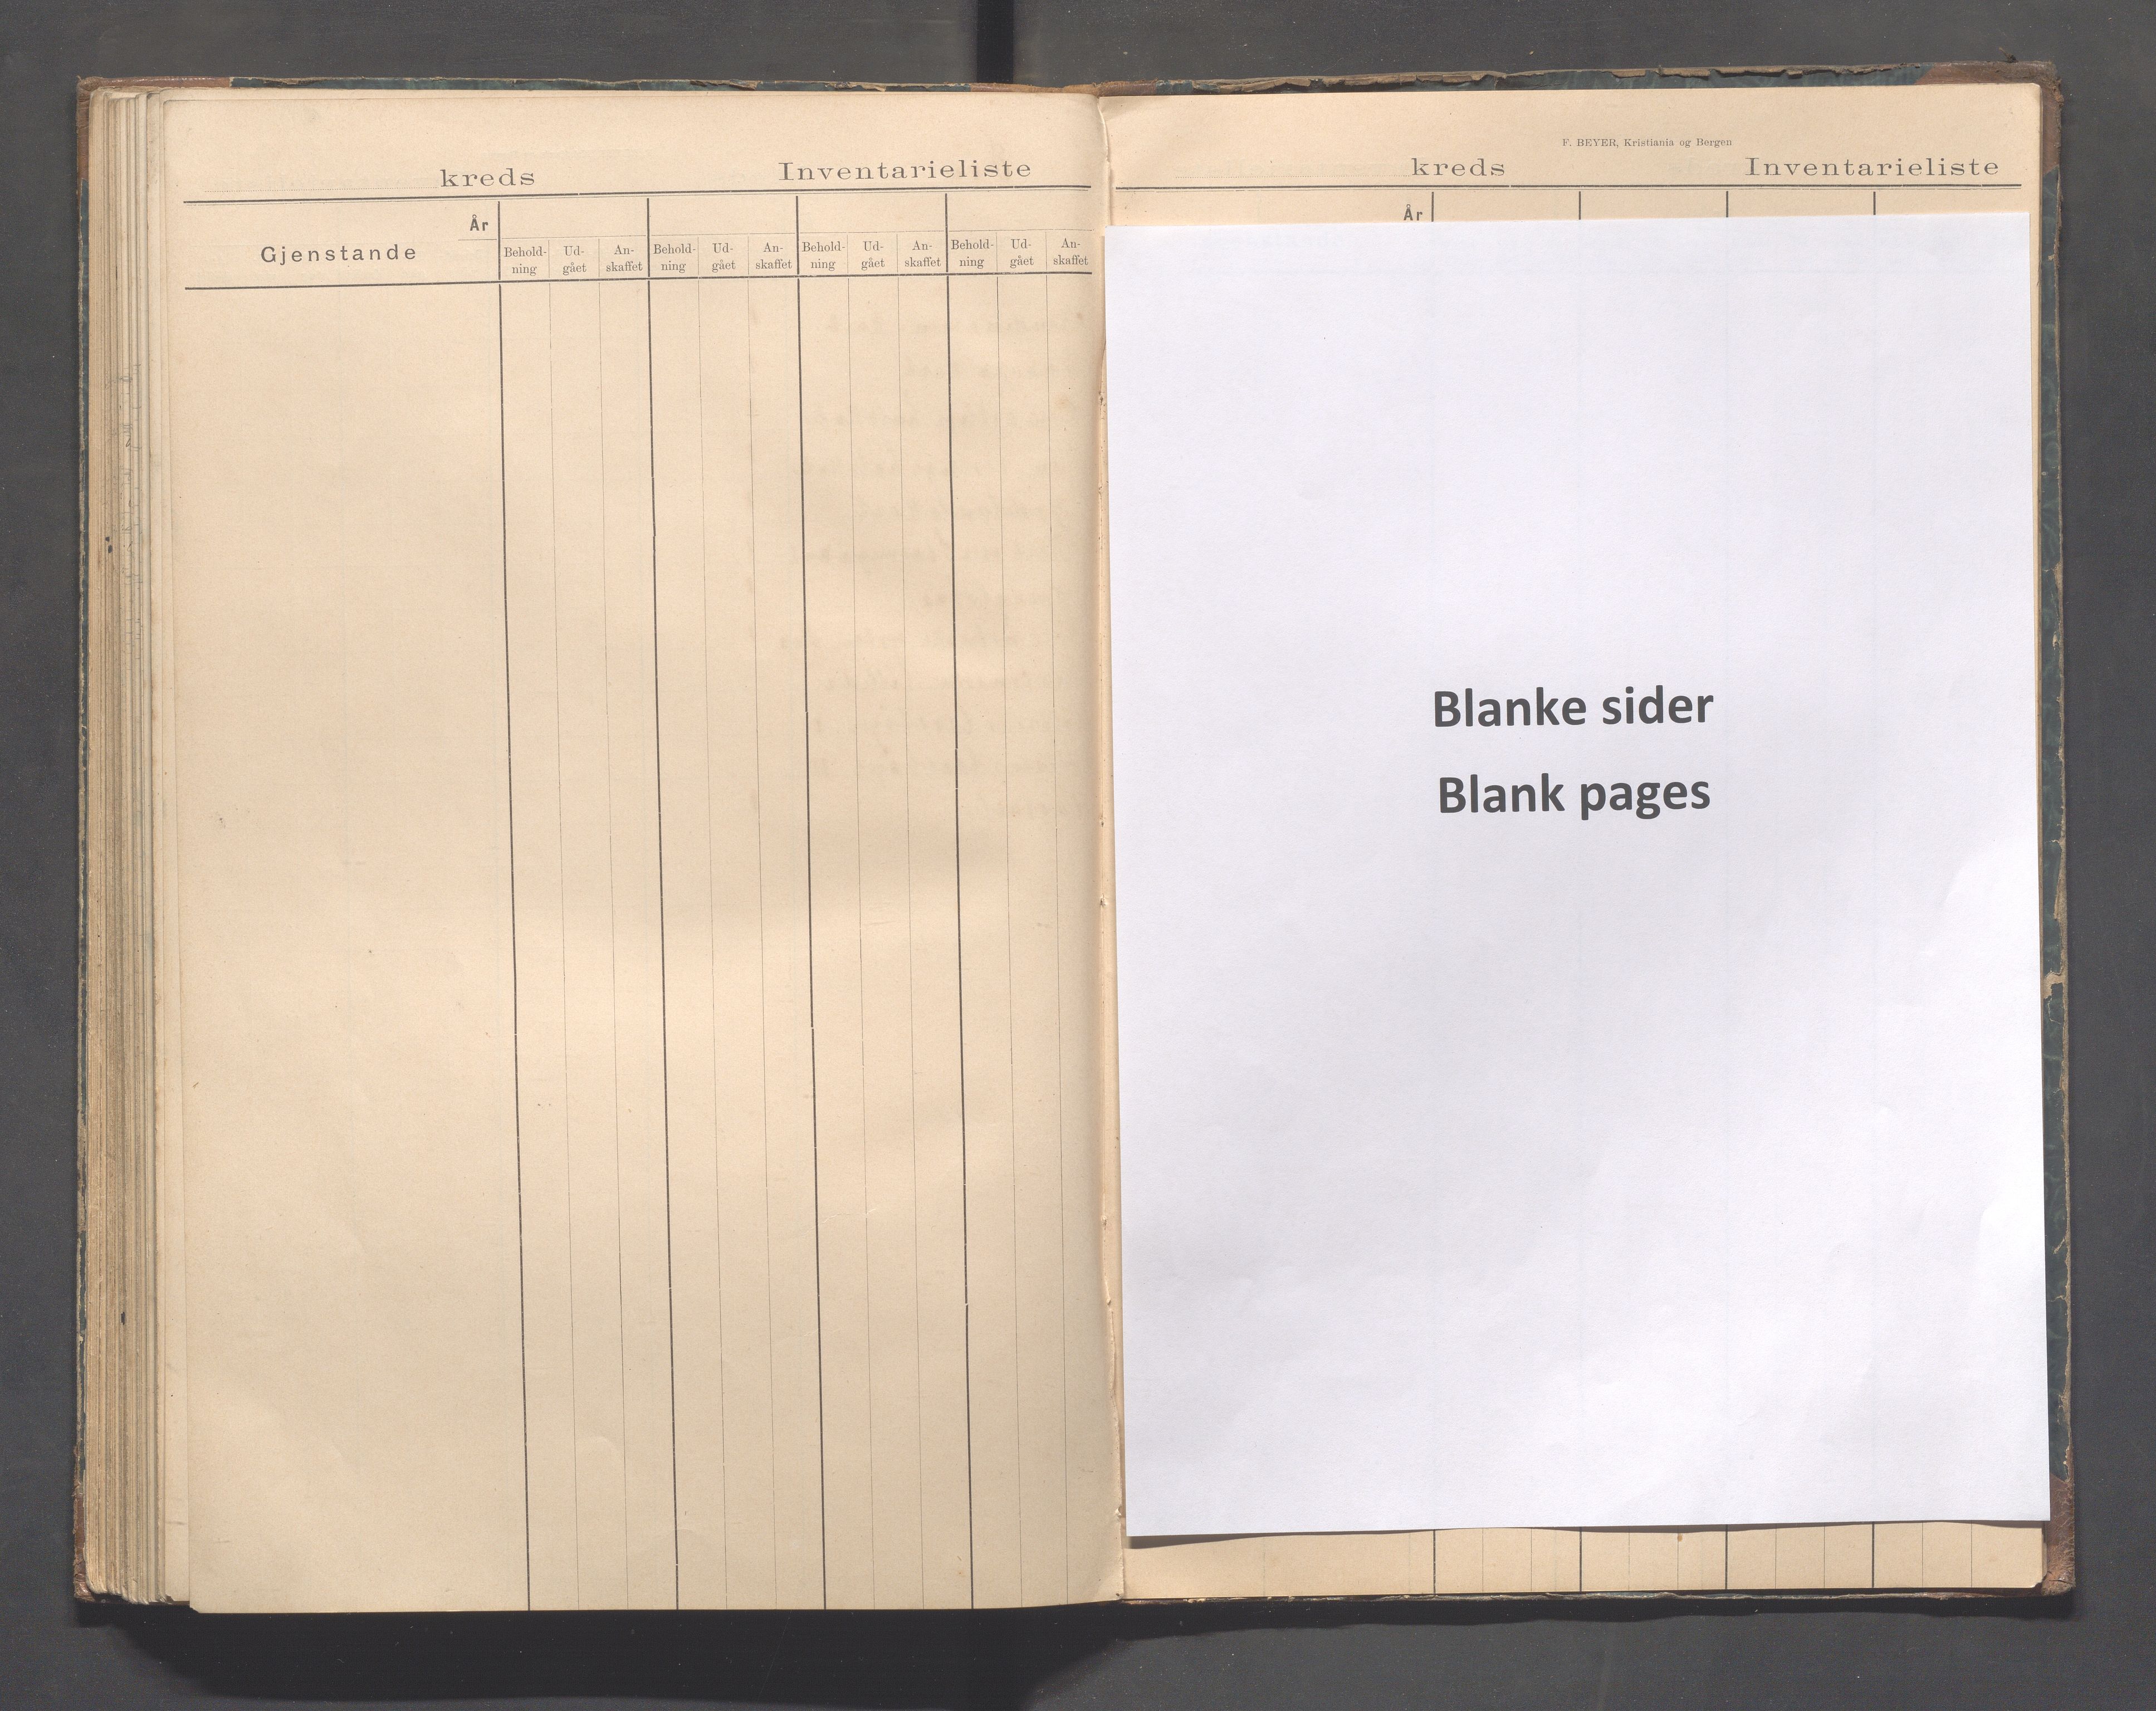 kreds Inventarieliste
År
Gjenstande
Behold-ning Ud-gået An-skaffet Behold-ning Ud-gået An-skaffet Behold-ning Ud-gået An-skaffet Behold-ning Ud-gået An-skaffet
F. BEYER, Kristiania og Bergen
kreds Inventarieliste
År
Blanke sider
Blank pages